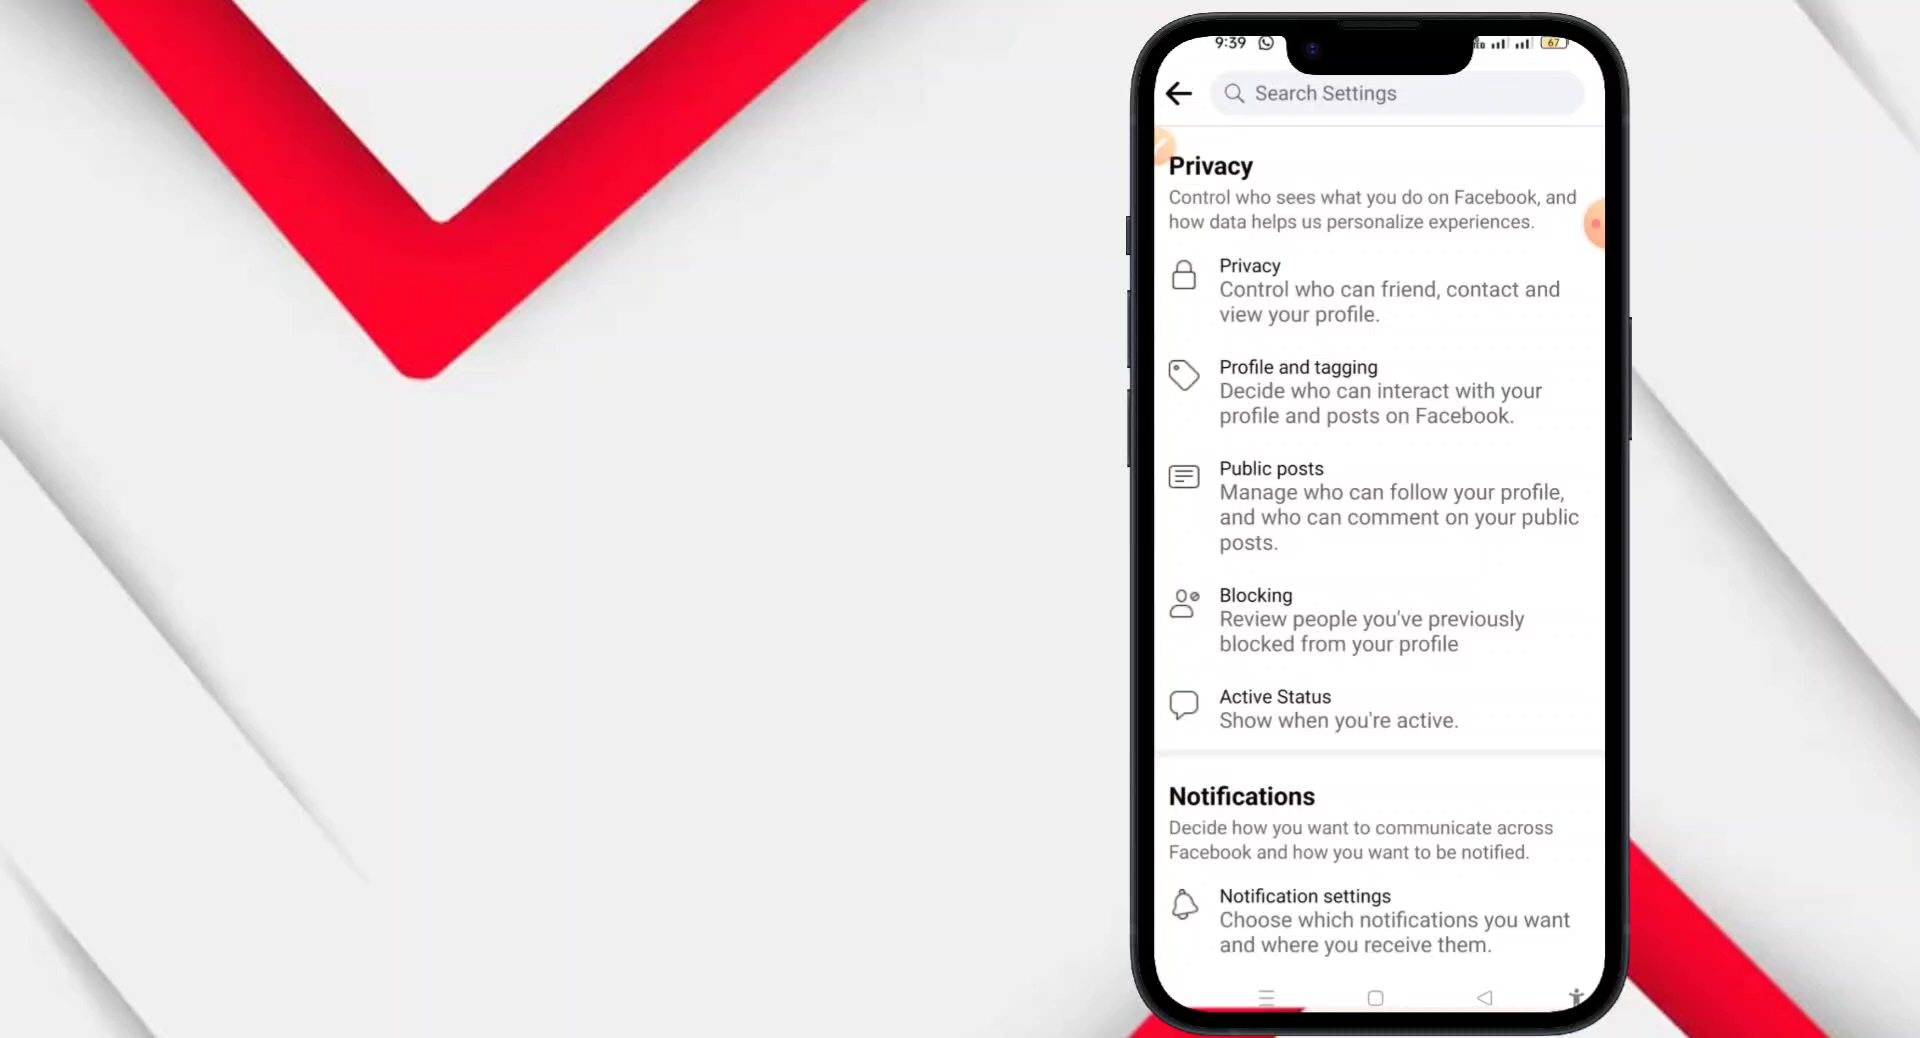 9:39
67
Search Settings
Privacy
Control who sees what you do on Facebook, and
how data helps us personalize experiences.
Privacy
Control who can friend, contact and
view your profile.
Profile and tagging
Decide who can interact with your
profile and posts on Facebook.
Public posts
Manage who can follow your profile,
and who can comment on your public
posts.
Blocking
Review people you've previously
blocked from your profile
Active Status
Show when you're active.
Notifications
Decide how you want to communicate across
Facebook and how you want to be notified.
Notification settings
Choose which notifications you want
and where you receive them.